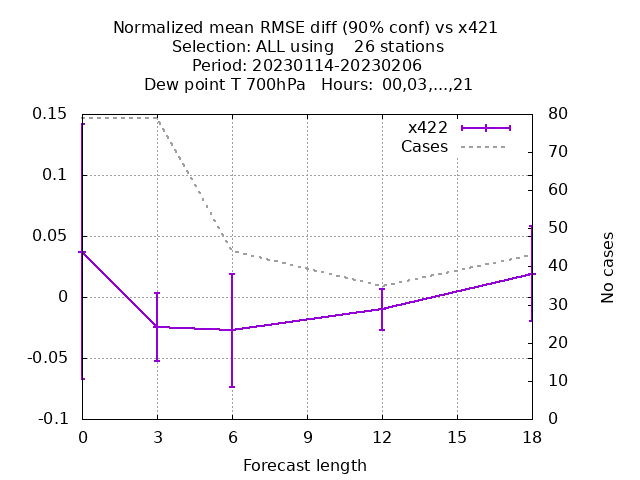 Normalized mean RMSE diff (90% conf) vs x421
Selection: ALL using    26 stations
Period: 20230114-20230206
Dew point T 700hPa   Hours:  00,03,...,21
x422
Cases
0.15
0.1
0.05
0
-0.05
-0.1
80
70
60
50
40
30
20
10
0
No cases
0 3 6 9 12 15 18
Forecast length